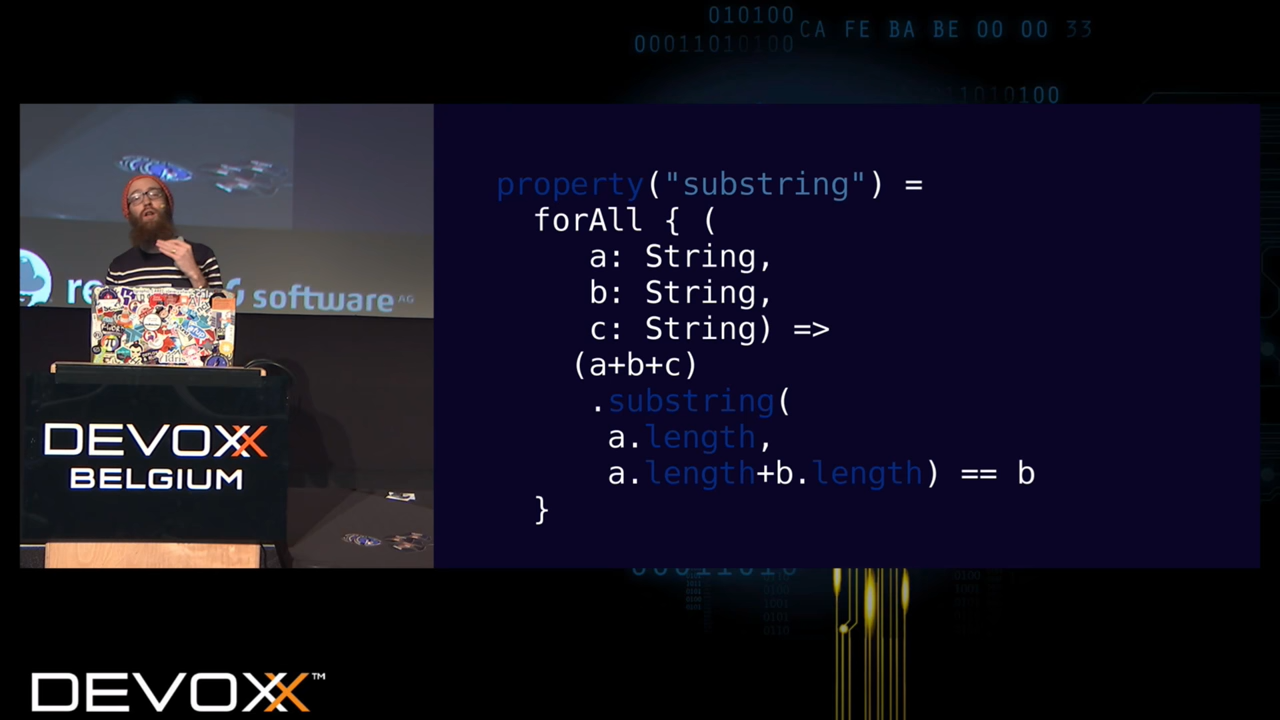 010100
00011010100
CA FE BA BE 00 00 33
1010100
property("substring") =
forAll { (
a: String,
b: String,
c: String) =>
(a+b+c)
.substring(
a.length,
a.length+b.length) == b
}
software AG
DEVOXX
BELGIUM
DEVOXX™